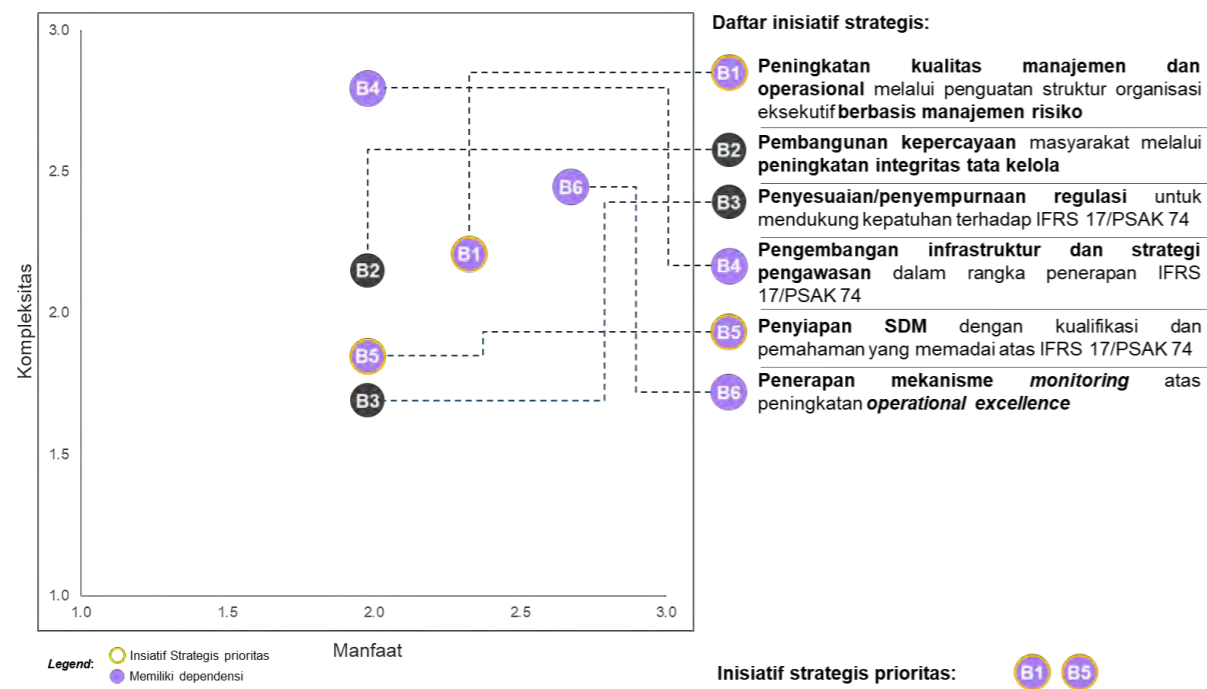 Daftar inisiatif strategis:
3.0
2.5
2.0
1.5
1.0
Kompleksitas
1.0
1.5
2.0
2.5
3.0
Manfaat
B4
B6
B1
B2
B5
B3
B1
Peningkatan kualitas manajemen dan
operasional melalui penguatan struktur organisasi
eksekutif berbasis manajemen risiko
B2
Pembangunan kepercayaan masyarakat melalui
peningkatan integritas tata kelola
B3
Penyesuaian/penyempurnaan regulasi untuk
mendukung kepatuhan terhadap IFRS 17/PSAK 74
B4
Pengembangan infrastruktur dan strategi
pengawasan dalam rangka penerapan IFRS
17/PSAK 74
B5
Penyiapan SDM dengan kualifikasi dan
pemahaman yang memadai atas IFRS 17/PSAK 74
B6
Penerapan mekanisme monitoring atas
peningkatan operational excellence
Legend:
Insiatif Strategis prioritas
Memiliki dependensi
Inisiatif strategis prioritas: B1 B5